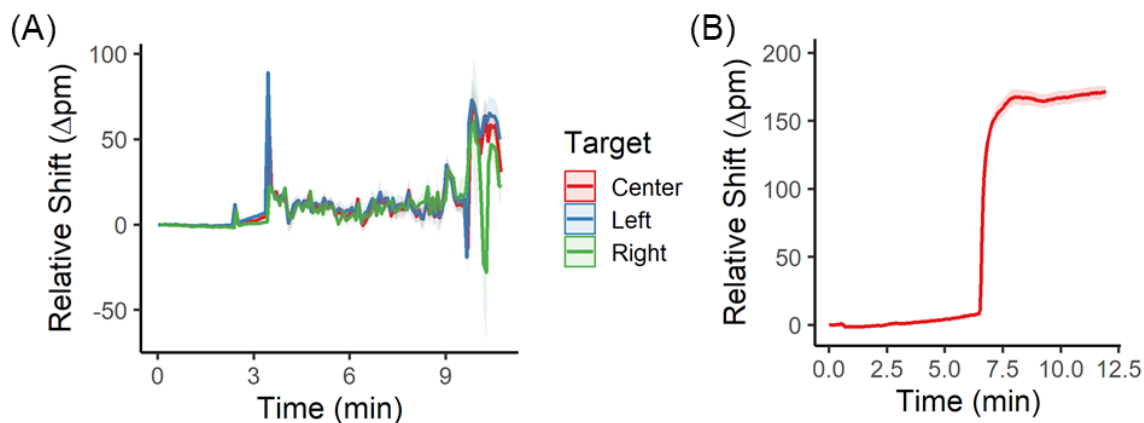 (A)
Relative Shift (Δpm)
100
50
0
-50
0 3 6 9
Time (min)
Target
Center
Left
Right
(B)
Relative Shift (Δpm)
200
150
100
50
0
0.0 2.5 5.0 7.5 10.0 12.5
Time (min)